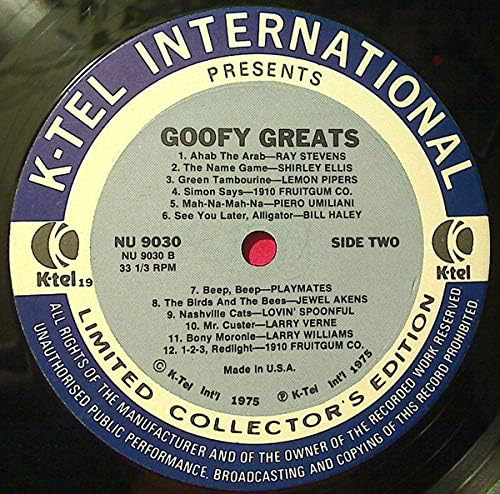 K-TEL INTERNATIONAL
PRESENTS
GOOFY GREATS
1. Ahab The Arab—RAY STEVENS
2. The Name Game—SHIRLEY ELLIS
3. Green Tambourine—LEMON PIPERS
4. Simon Says—1910 FRUITGUM CO.
5. Mah-Na-Mah-Na—PIERO UMILIANI
6. See You Later, Alligator—BILL HALEY
NU 9030
NU 9030 B
33 1/3 RPM
SIDE TWO
K
K-tel 19
K
K-tel
7. Beep, Beep—PLAYMATES
8. The Birds And The Bees—JEWEL AKENS
9. Nashville Cats—LOVIN' SPOONFUL
10. Mr. Custer—LARRY VERNE
11. Bony Moronie—LARRY WILLIAMS
12. 1-2-3, Redlight—1910 FRUITGUM CO.
Made in U.S.A.
© K-Tel Int'l 1975
℗ K-Tel Int'l 1975
LIMITED COLLECTOR'S EDITION
ALL RIGHTS OF THE MANUFACTURER AND OF THE OWNER OF THE RECORDED WORK RESERVED
UNAUTHORISED PUBLIC PERFORMANCE, BROADCASTING AND COPYING OF THIS RECORD PROHIBITED.